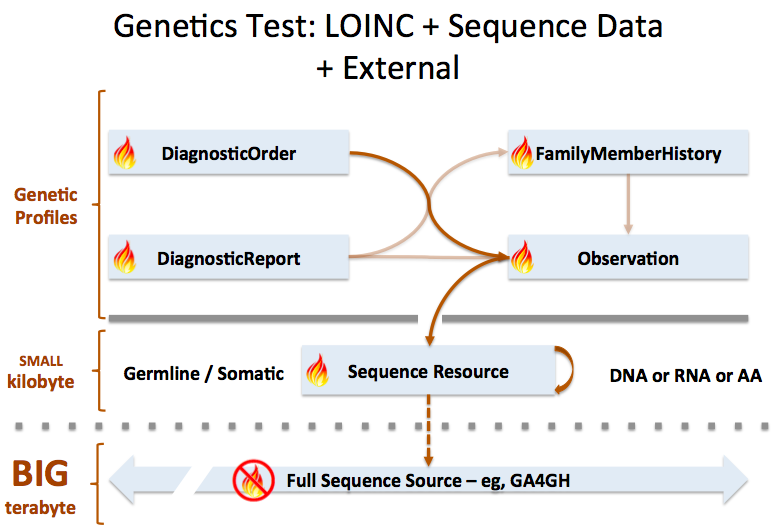 Genetics Test: LOINC + Sequence Data
+ External
Genetic
Profiles
DiagnosticOrder
FamilyMemberHistory
DiagnosticReport
Observation
SMALL
kilobyte
Germline / Somatic
Sequence Resource
DNA or RNA or AA
BIG
terabyte
Full Sequence Source – eg, GA4GH